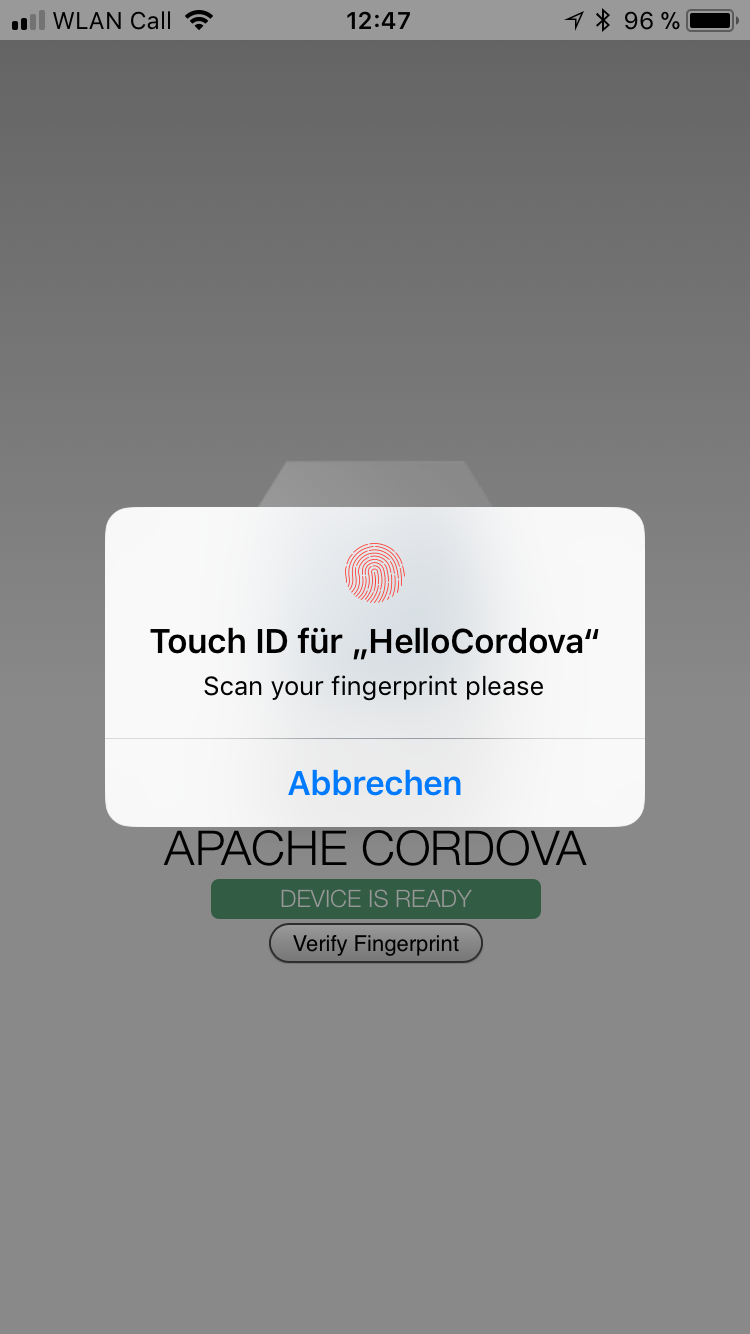 WLAN Call 12:47 96 %
Touch ID für „HelloCordova“
Scan your fingerprint please
Abbrechen
APACHE CORDOVA
DEVICE IS READY
Verify Fingerprint